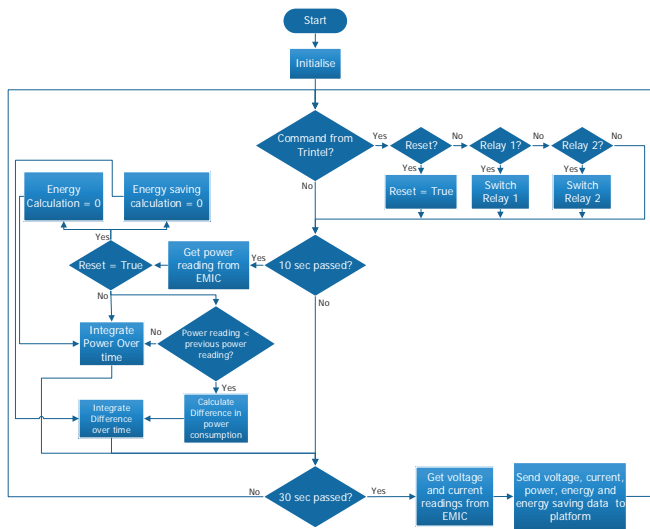 Start
Initialise
Command from
Trintel?
Yes
Reset?
No
Relay 1?
No
Relay 2?
No
Yes
Yes
Yes
Reset = True
Switch
Relay 1
Switch
Relay 2
No
Energy
Calculation = 0
Energy saving
calculation = 0
Yes
Reset = True
Get power
reading from
EMIC
Yes
10 sec passed?
No
No
Integrate
Power Over
time
No
Power reading <
previous power
reading?
Yes
Integrate
Difference
over time
Calculate
Difference in
power
consumption
No
30 sec passed?
Yes
Get voltage
and current
readings from
EMIC
Send voltage, current,
power, energy and
energy saving data to
platform